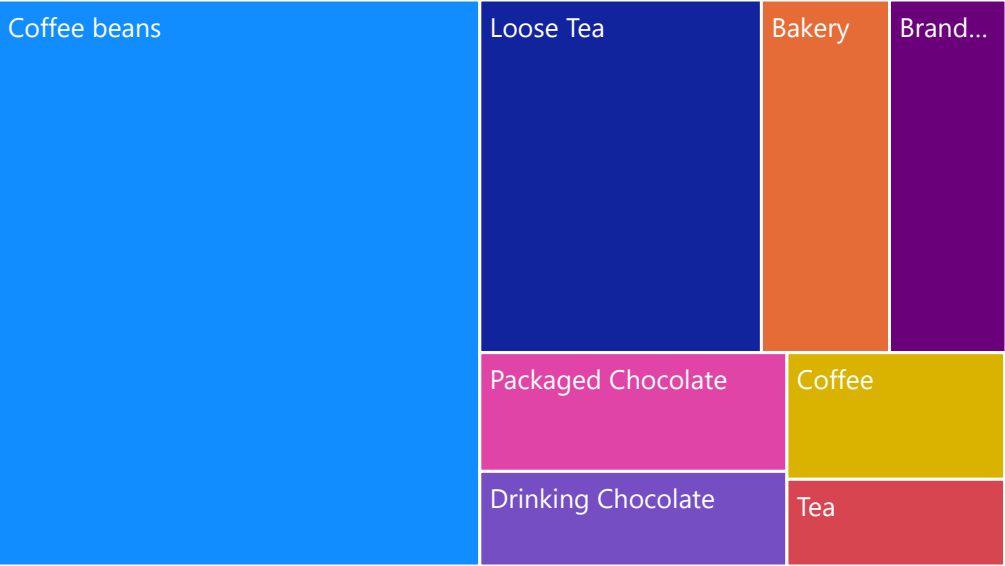 Coffee beans
Loose Tea
Bakery
Brand...
Packaged Chocolate
Coffee
Drinking Chocolate
Tea